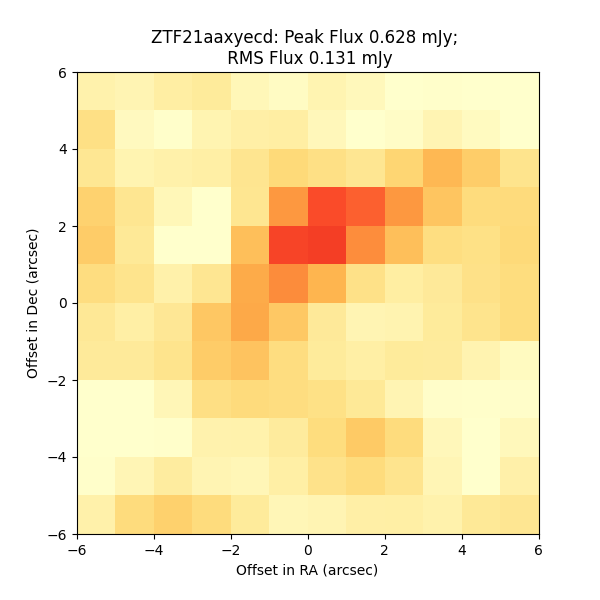 ZTF21aaxyecd: Peak Flux 0.628 mJy;
RMS Flux 0.131 mJy
6
4
2
0
−2
−4
−6
Offset in Dec (arcsec)
−6 −4 −2 0 2 4 6
Offset in RA (arcsec)